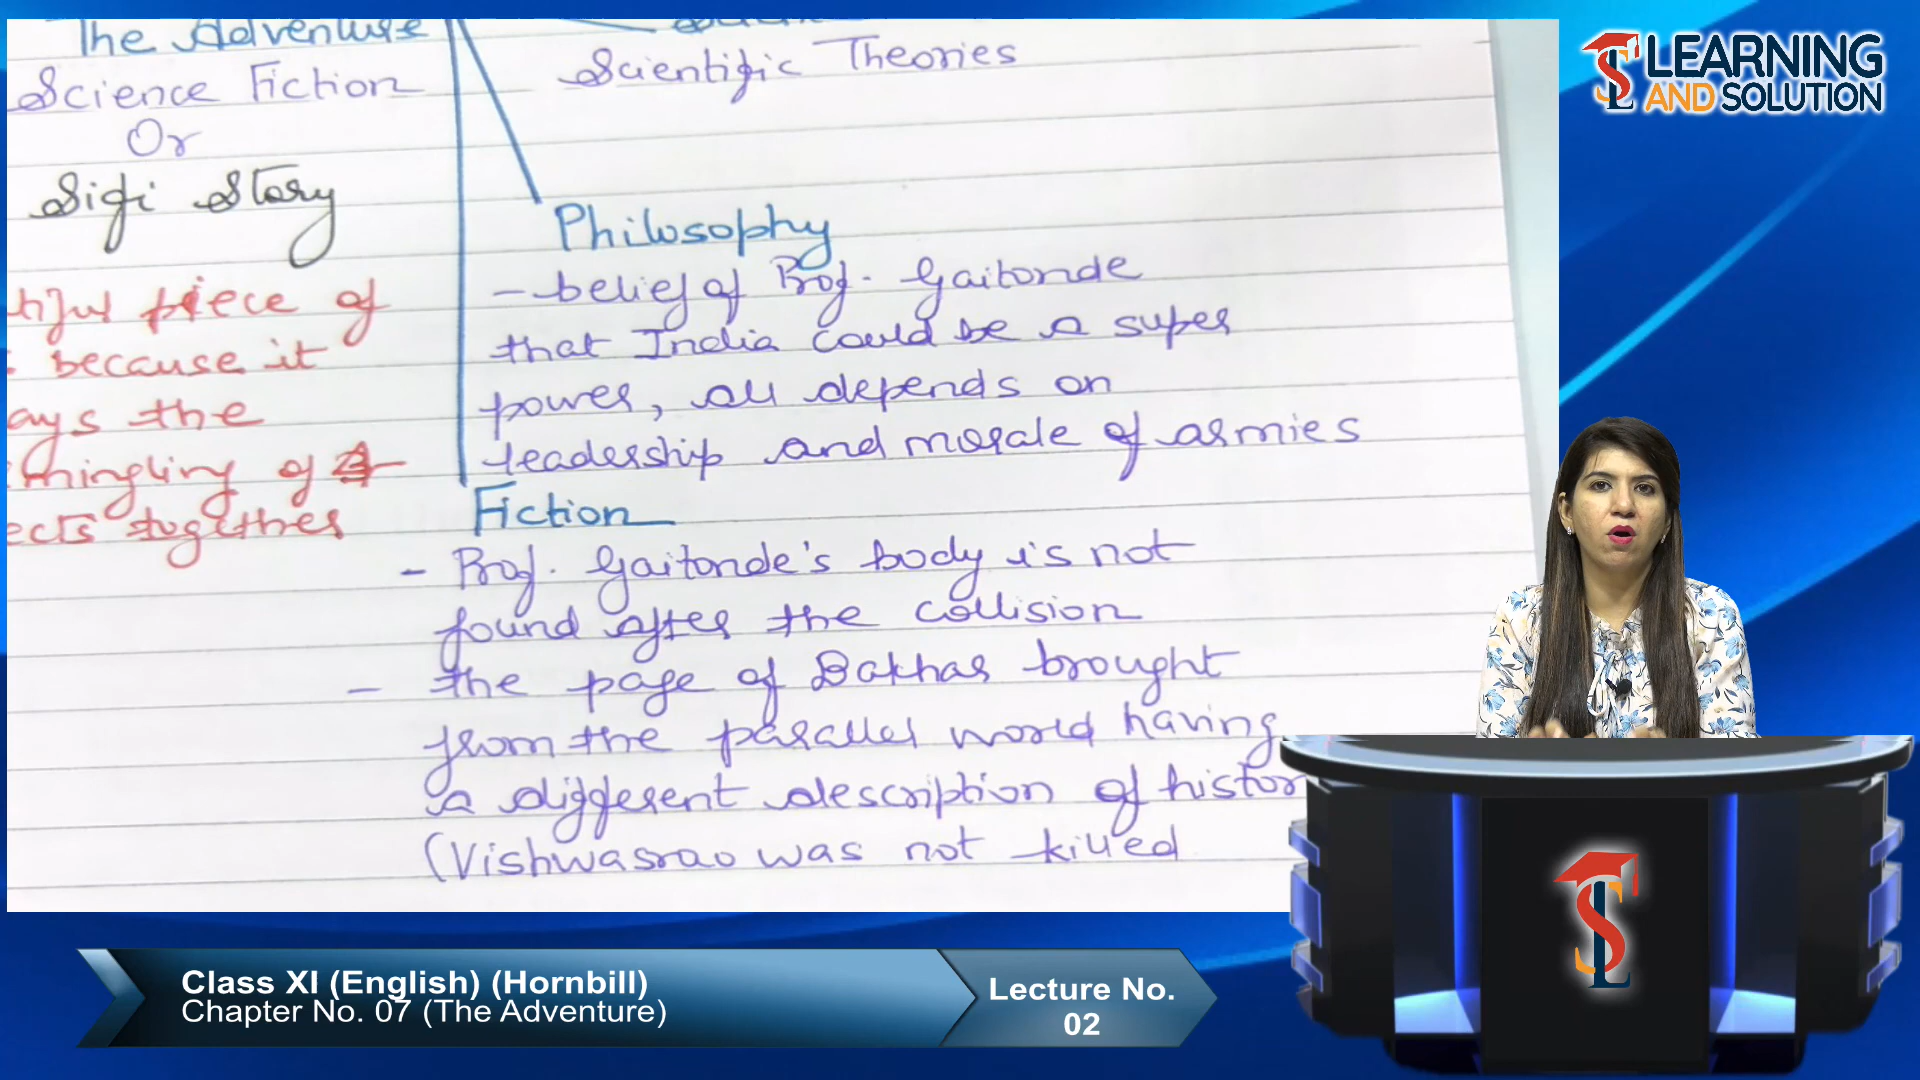 The Adventure
Science Fiction
Or
Sifi Story
piece of
because it
the
mingling of 4
together
Scientific Theories
Philosophy
- belief of Prof. Gaitonde
that India could be a super
power, all depends on
leadership and morale of armies
Fiction
- Prof. Gaitonde's body is not
found after the collision
- the page of Bakhar brought
from the parallel world having
a different description of histor
(Vishwasrao was not killed
LEARNING
AND SOLUTION
SL
Class XI (English) (Hornbill)
Chapter No. 07 (The Adventure)
Lecture No.
02
SL